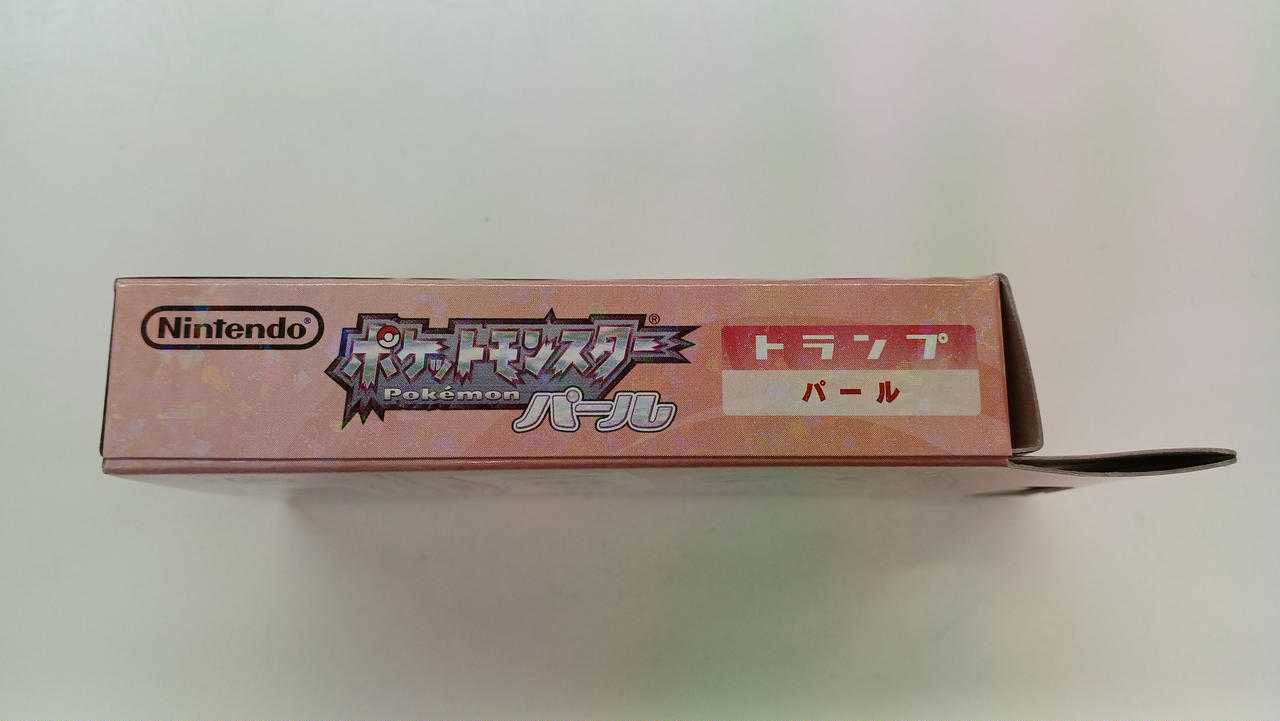 Nintendo®
ポケットモンスター®
Pokémon
パール
トランプ
パール